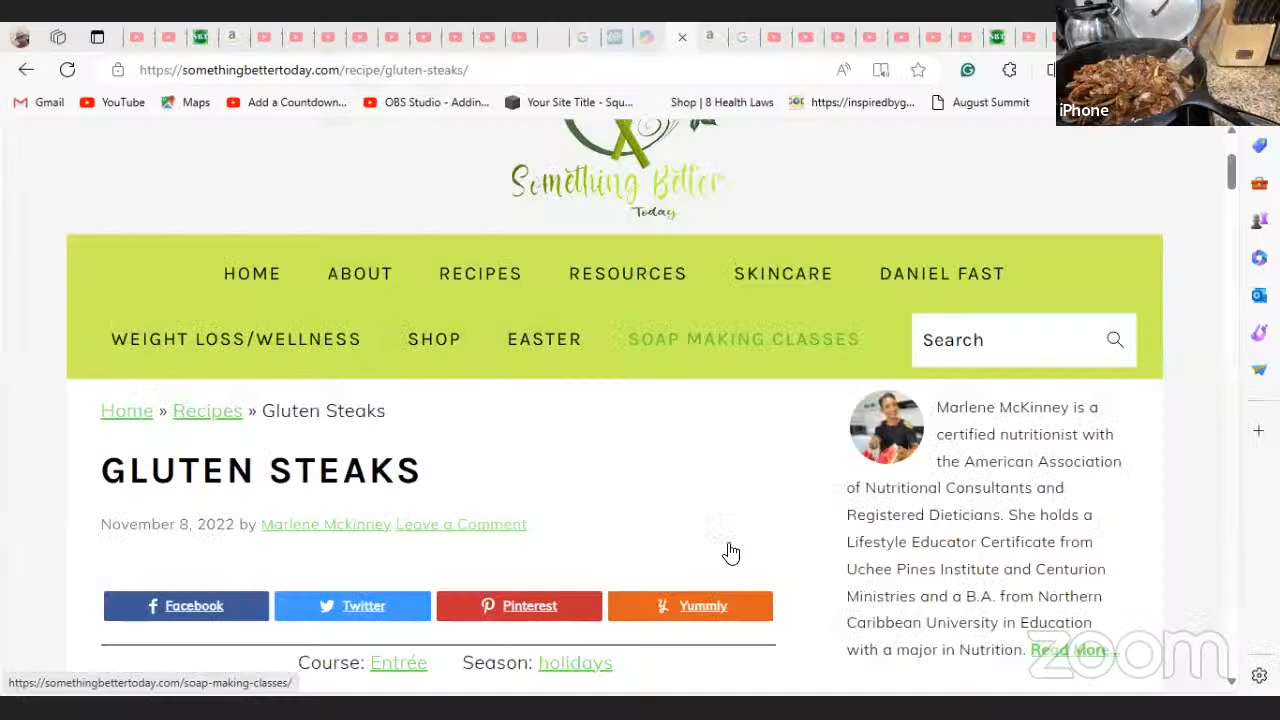 https://somethingbettertoday.com/recipe/gluten-steaks/
Gmail YouTube Maps Add a Countdown... OBS Studio - Addin... Your Site Title - Squ... Shop | 8 Health Laws https://inspiredbyg... August Summit
iPhone
Something Better
Today
HOME ABOUT RECIPES RESOURCES SKINCARE DANIEL FAST
WEIGHT LOSS/WELLNESS SHOP EASTER SOAP MAKING CLASSES Search
Home » Recipes » Gluten Steaks
GLUTEN STEAKS
November 8, 2022 by Marlene Mckinney Leave a Comment
Facebook Twitter Pinterest Yummly
Course: Entrée Season: holidays
Marlene McKinney is a
certified nutritionist with
the American Association
of Nutritional Consultants and
Registered Dieticians. She holds a
Lifestyle Educator Certificate from
Uchee Pines Institute and Centurion
Ministries and a B.A. from Northern
Caribbean University in Education
with a major in Nutrition. Read More...
zoom
https://somethingbettertoday.com/soap-making-classes/